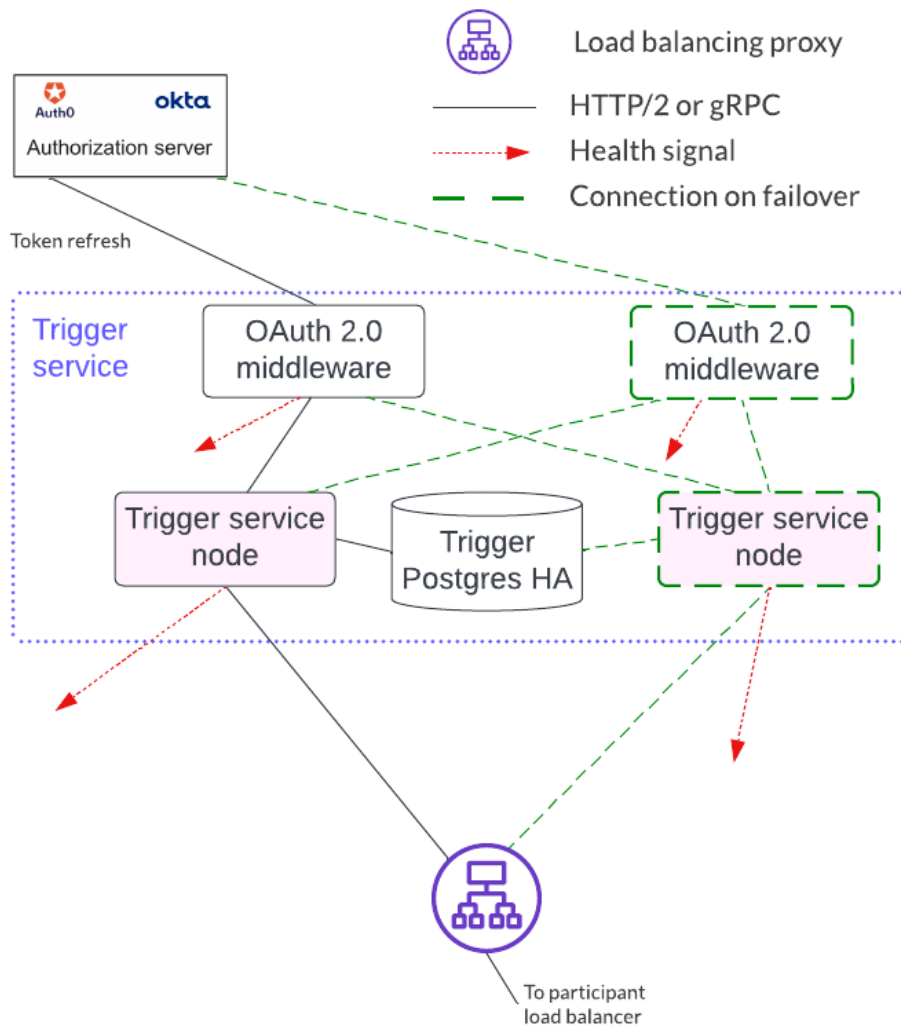 Load balancing proxy
HTTP/2 or gRPC
Health signal
Connection on failover
Auth0
okta
Authorization server
Token refresh
Trigger
service
OAuth 2.0
middleware
OAuth 2.0
middleware
Trigger service
node
Trigger
Postgres HA
Trigger service
node
To participant
load balancer